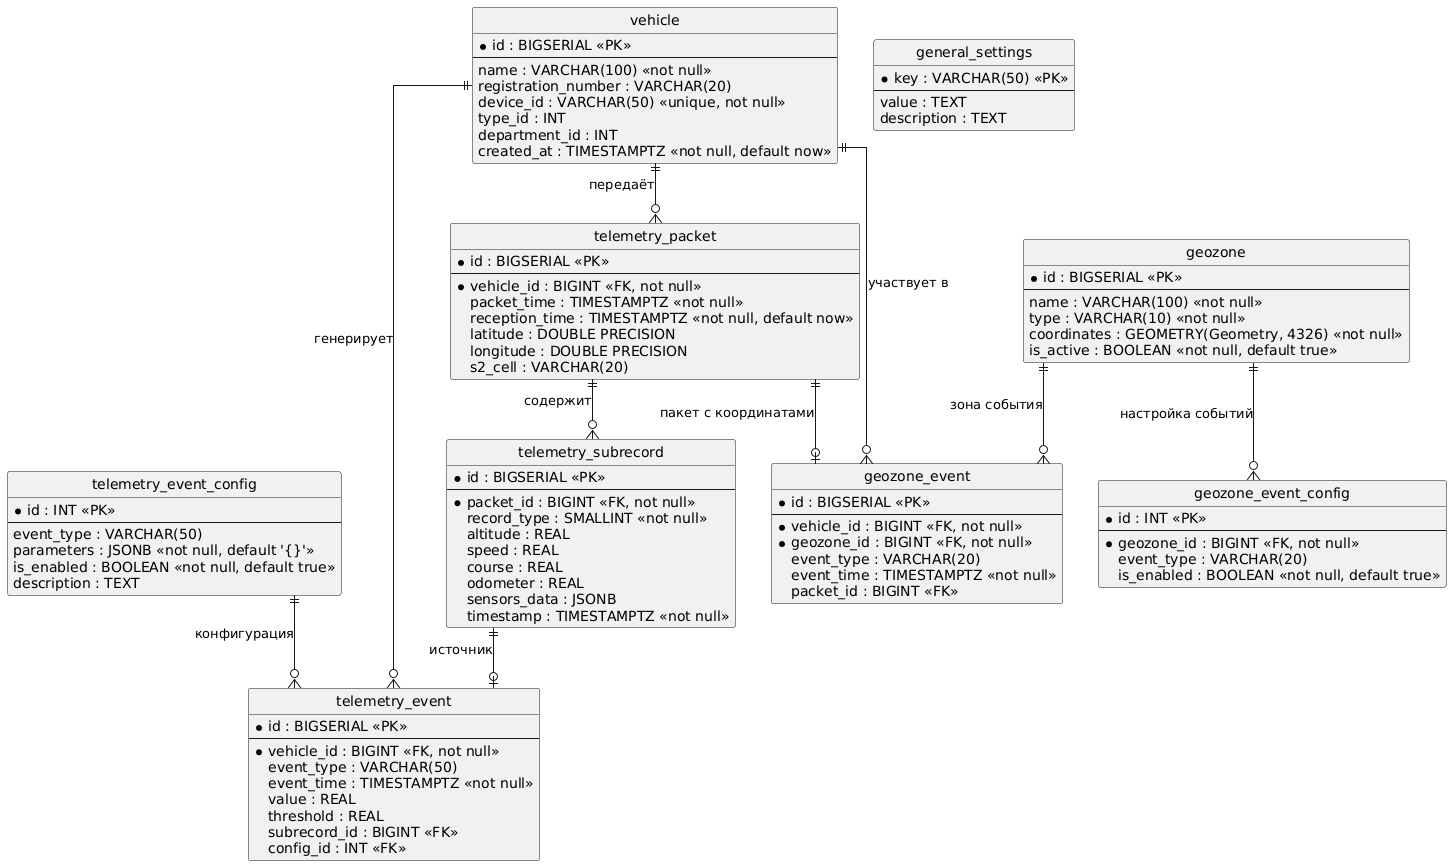 vehicle
id : BIGSERIAL «PK»
name : VARCHAR(100) «not null»
registration_number : VARCHAR(20)
device_id : VARCHAR(50) «unique, not null»
type_id : INT
department_id : INT
created_at : TIMESTAMPTZ «not null, default now»
general_settings
key : VARCHAR(50) «PK»
value : TEXT
description : TEXT
передаёт
telemetry_packet
id : BIGSERIAL «PK»
vehicle_id : BIGINT «FK, not null»
packet_time : TIMESTAMPTZ «not null»
reception_time : TIMESTAMPTZ «not null, default now»
latitude : DOUBLE PRECISION
longitude : DOUBLE PRECISION
s2_cell : VARCHAR(20)
участвует в
geozone
id : BIGSERIAL «PK»
name : VARCHAR(100) «not null»
type : VARCHAR(10) «not null»
coordinates : GEOMETRY(Geometry, 4326) «not null»
is_active : BOOLEAN «not null, default true»
генерирует
содержит
пакет с координатами
зона события
настройка событий
telemetry_event_config
id : INT «PK»
event_type : VARCHAR(50)
parameters : JSONB «not null, default '{}'»
is_enabled : BOOLEAN «not null, default true»
description : TEXT
telemetry_subrecord
id : BIGSERIAL «PK»
packet_id : BIGINT «FK, not null»
record_type : SMALLINT «not null»
altitude : REAL
speed : REAL
course : REAL
odometer : REAL
sensors_data : JSONB
timestamp : TIMESTAMPTZ «not null»
geozone_event
id : BIGSERIAL «PK»
vehicle_id : BIGINT «FK, not null»
geozone_id : BIGINT «FK, not null»
event_type : VARCHAR(20)
event_time : TIMESTAMPTZ «not null»
packet_id : BIGINT «FK»
geozone_event_config
id : INT «PK»
geozone_id : BIGINT «FK, not null»
event_type : VARCHAR(20)
is_enabled : BOOLEAN «not null, default true»
конфигурация
источник
telemetry_event
id : BIGSERIAL «PK»
vehicle_id : BIGINT «FK, not null»
event_type : VARCHAR(50)
event_time : TIMESTAMPTZ «not null»
value : REAL
threshold : REAL
subrecord_id : BIGINT «FK»
config_id : INT «FK»